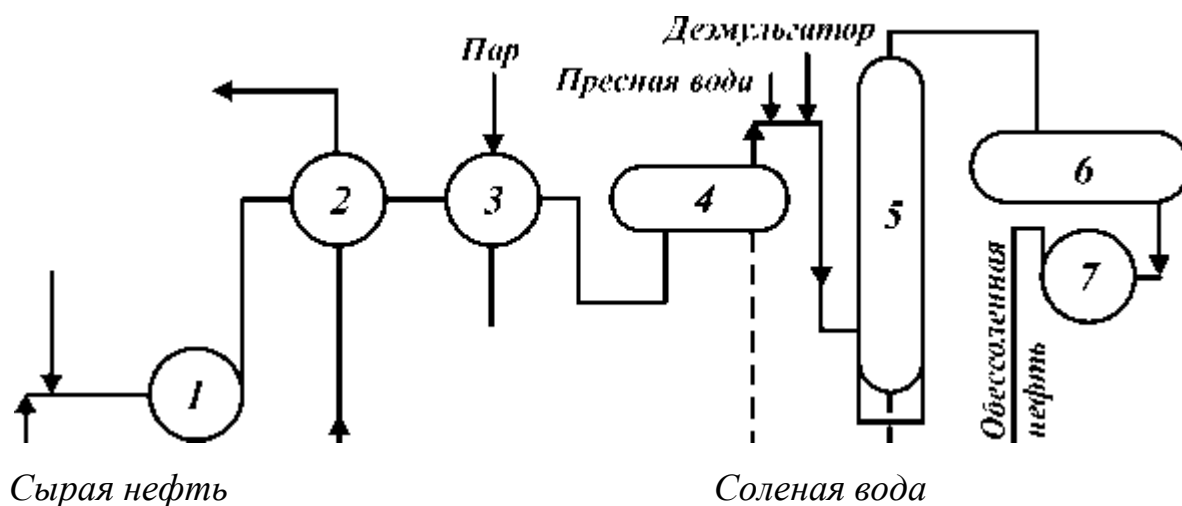 Деэмульгатор
Пар
Пресная вода
1
2
3
4
5
6
7
Обессоленная
нефть
Сырая нефть
Соленая вода